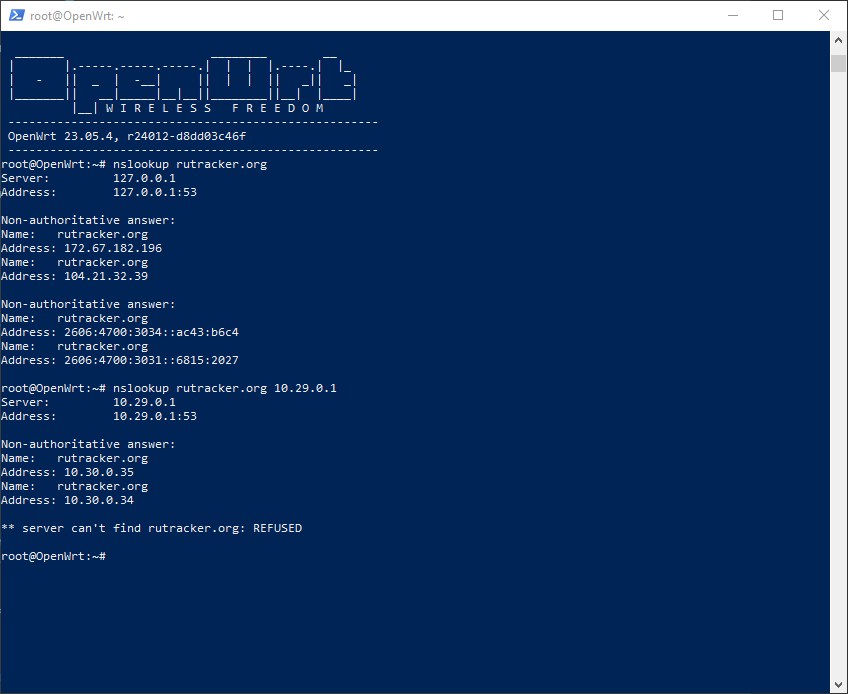 root@OpenWrt: ~
OpenWrt
W I R E L E S S   F R E E D O M
-----------------------------------------------------
OpenWrt 23.05.4, r24012-d8dd03c46f
-----------------------------------------------------
root@OpenWrt:~# nslookup rutracker.org
Server:         127.0.0.1
Address:        127.0.0.1:53
Non-authoritative answer:
Name:   rutracker.org
Address: 172.67.182.196
Name:   rutracker.org
Address: 104.21.32.39
Non-authoritative answer:
Name:   rutracker.org
Address: 2606:4700:3034::ac43:b6c4
Name:   rutracker.org
Address: 2606:4700:3031::6815:2027
root@OpenWrt:~# nslookup rutracker.org 10.29.0.1
Server:         10.29.0.1
Address:        10.29.0.1:53
Non-authoritative answer:
Name:   rutracker.org
Address: 10.30.0.35
Name:   rutracker.org
Address: 10.30.0.34
** server can't find rutracker.org: REFUSED
root@OpenWrt:~#